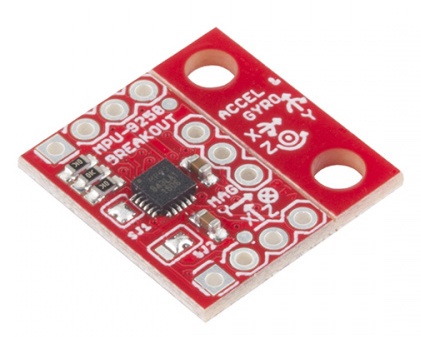 ACCEL
GYRO
Y
X
Z
MPU-9250
BREAKOUT
MAG
Y X Z
SJ1
SJ2